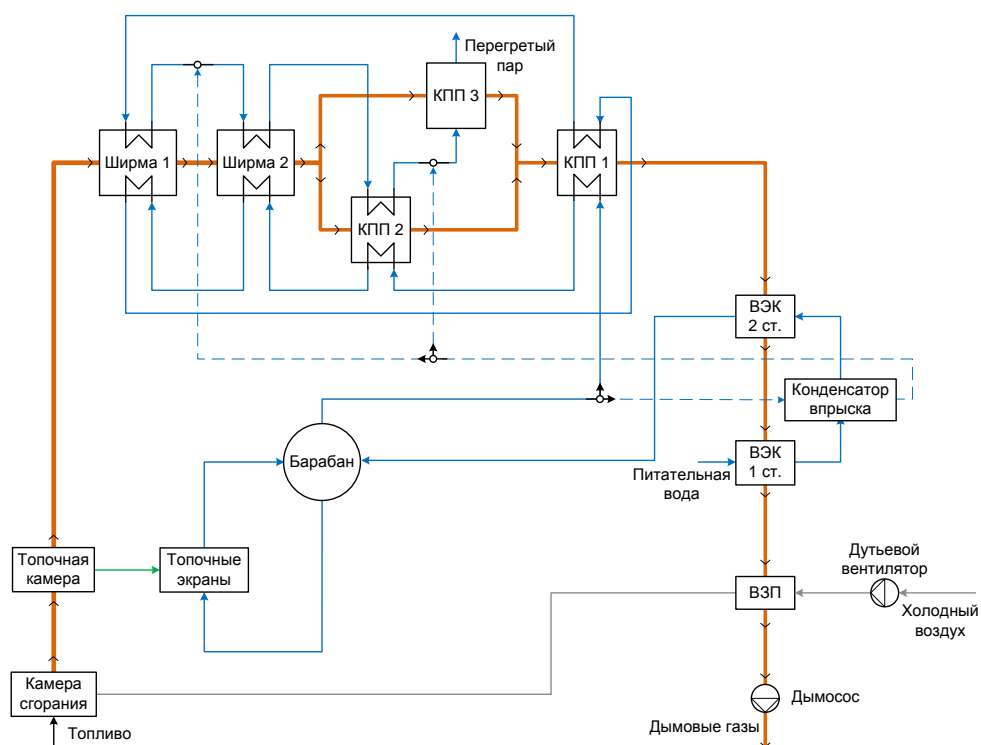 Перегретый
пар
КПП 3
Ширма 1
Ширма 2
КПП 1
КПП 2
ВЭК
2 ст.
Конденсатор
впрыска
Барабан
ВЭК
1 ст.
Питательная
вода
Топочная
камера
Топочные
экраны
Дутьевой
вентилятор
ВЗП
Холодный
воздух
Камера
сгорания
Дымосос
Дымовые газы
Топливо